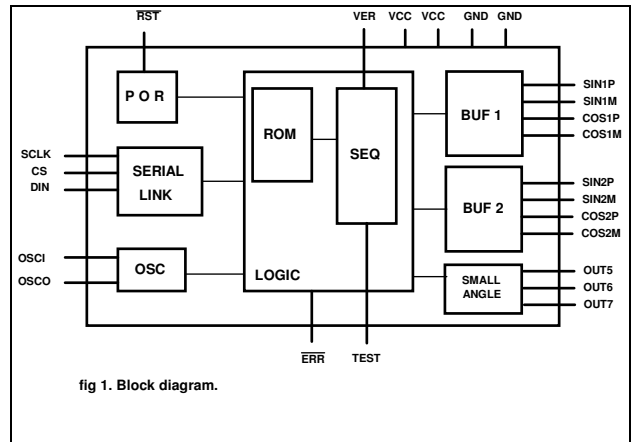 RST
VER VCC VCC GND GND
P O R
ROM
SEQ
BUF 1
SIN1P
SIN1M
COS1P
COS1M
SCLK
CS
DIN
SERIAL
LINK
BUF 2
SIN2P
SIN2M
COS2P
COS2M
OSCI
OSCO
OSC
LOGIC
SMALL
ANGLE
OUT5
OUT6
OUT7
ERR TEST
fig 1. Block diagram.